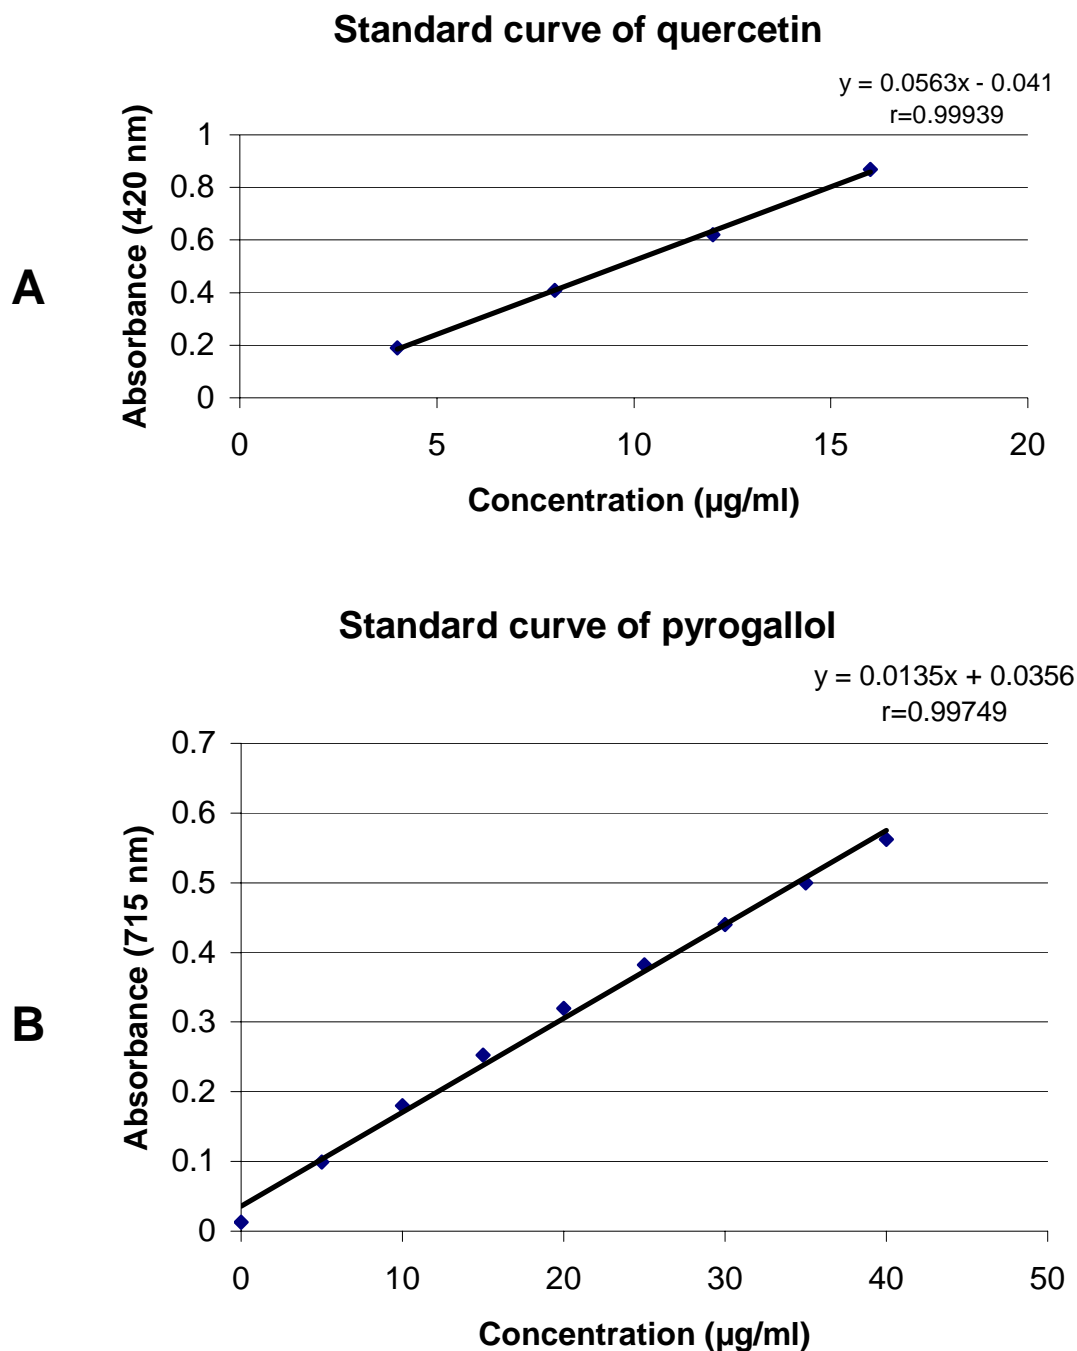 Standard curve of quercetin
y = 0.0563x - 0.041
r=0.99939
A
Absorbance (420 nm)
1
0.8
0.6
0.4
0.2
0
0 5 10 15 20
Concentration (µg/ml)
Standard curve of pyrogallol
y = 0.0135x + 0.0356
r=0.99749
B
Absorbance (715 nm)
0.7
0.6
0.5
0.4
0.3
0.2
0.1
0
0 10 20 30 40 50
Concentration (µg/ml)